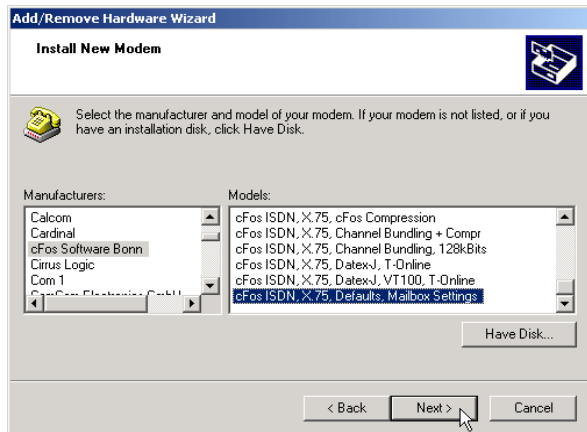 Add/Remove Hardware Wizard
Install New Modem
Select the manufacturer and model of your modem. If your modem is not listed, or if you
have an installation disk, click Have Disk.
Manufacturers:
Calcom
Cardinal
cFos Software Bonn
Cirrus Logic
Com 1
Models:
cFos ISDN, X.75, cFos Compression
cFos ISDN, X.75, Channel Bundling + Compr
cFos ISDN, X.75, Channel Bundling, 128kBits
cFos ISDN, X.75, Datex-J, T-Online
cFos ISDN, X.75, Datex-J, VT100, T-Online
cFos ISDN, X.75, Defaults, Mailbox Settings
Have Disk...
< Back
Next >
Cancel